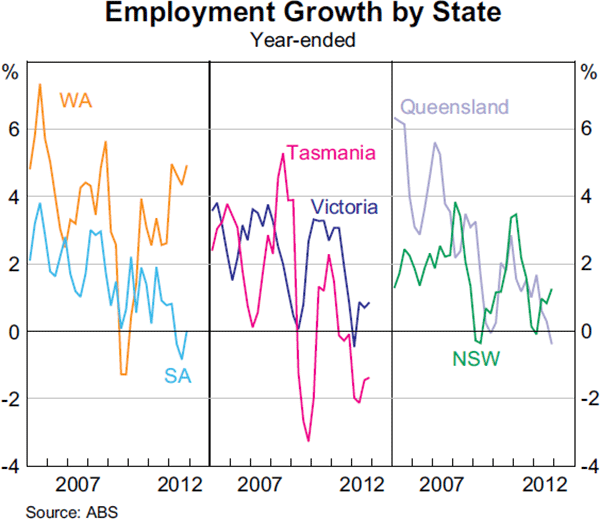 Employment Growth by State
Year-ended
% %
WA Tasmania Victoria Queensland
6 6
4 4
2 2
0 0
SA NSW
-2 -2
-4 -4
2007 2012 2007 2012 2007 2012
Source: ABS